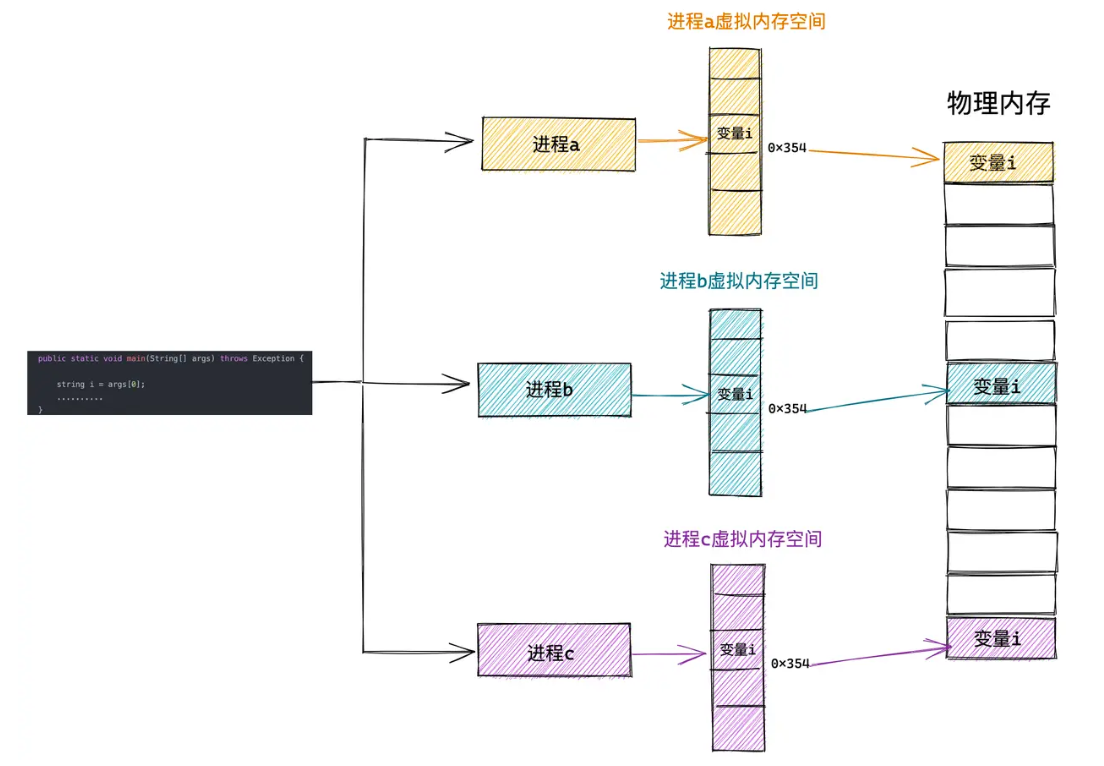 进程a虚拟内存空间
物理内存
进程a
变量i
0×354
变量i
进程b虚拟内存空间
public static void main(String[] args) throws Exception {
string i = args[0];
..........
}
进程b
变量i
0×354
变量i
进程c虚拟内存空间
进程c
变量i
0×354
变量i